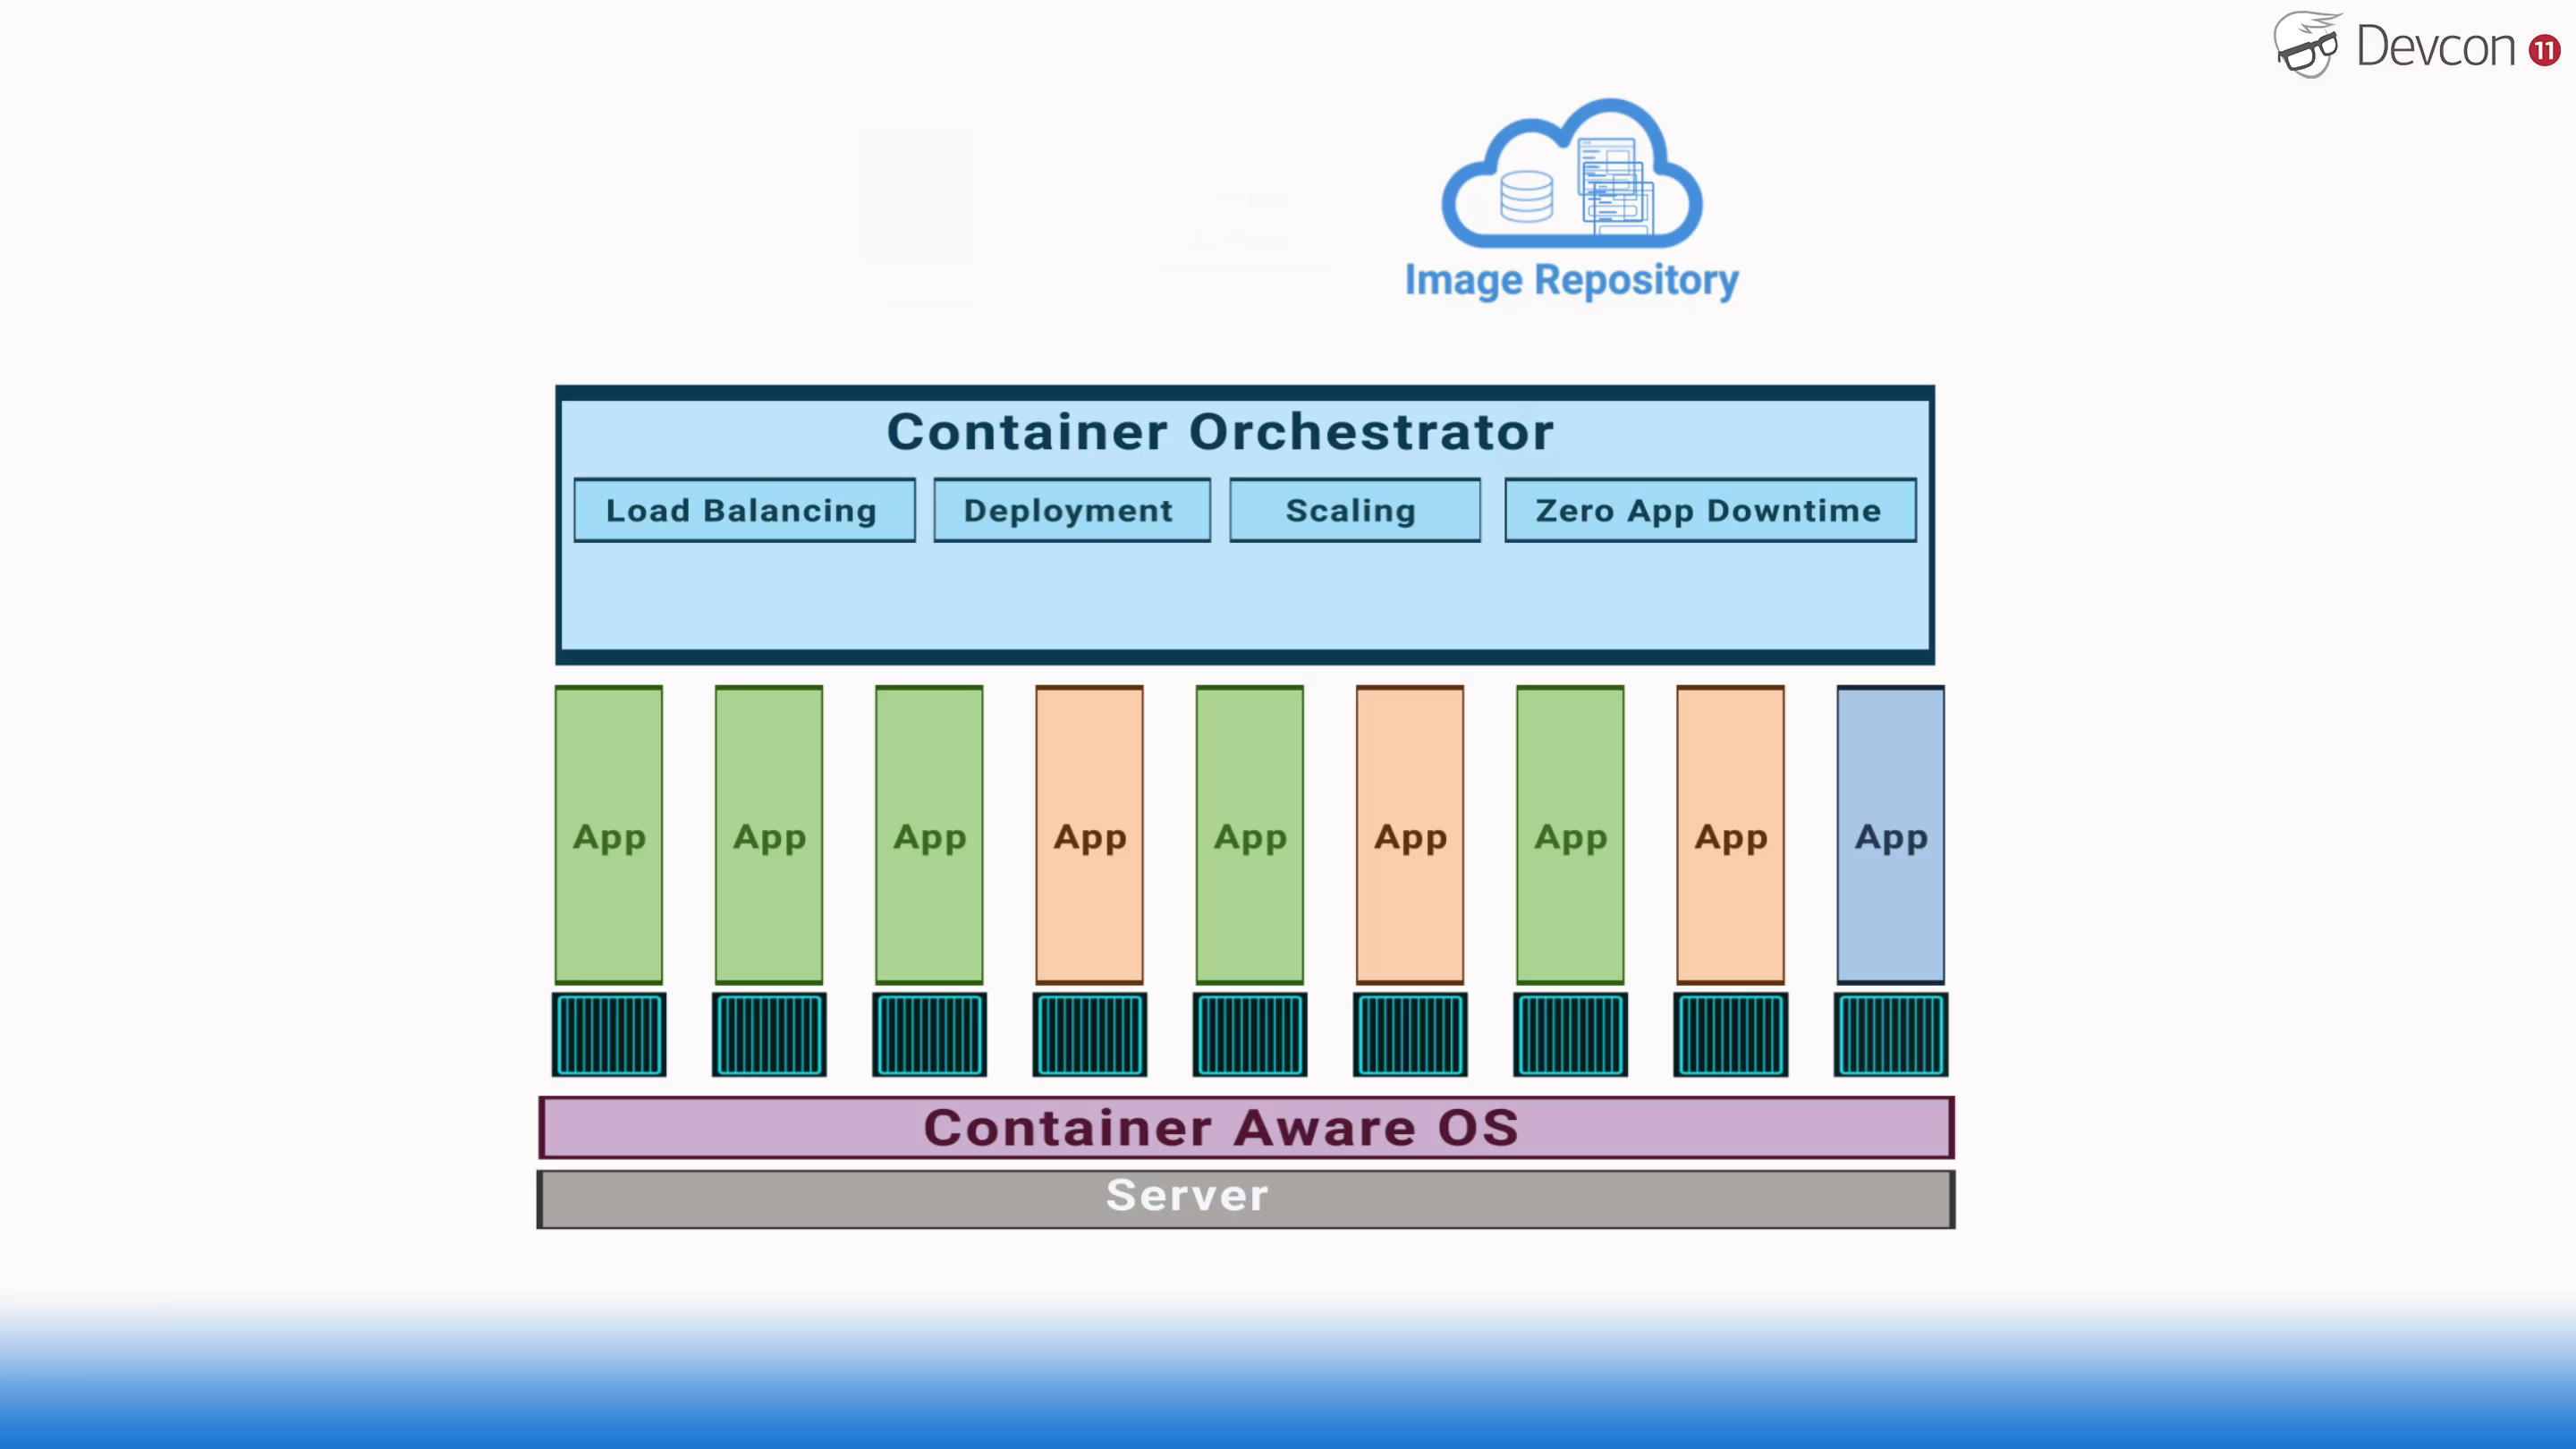 Devcon 11
Image Repository
Container Orchestrator
Load Balancing
Deployment
Scaling
Zero App Downtime
App
App
App
App
App
App
App
App
App
Container Aware OS
Server